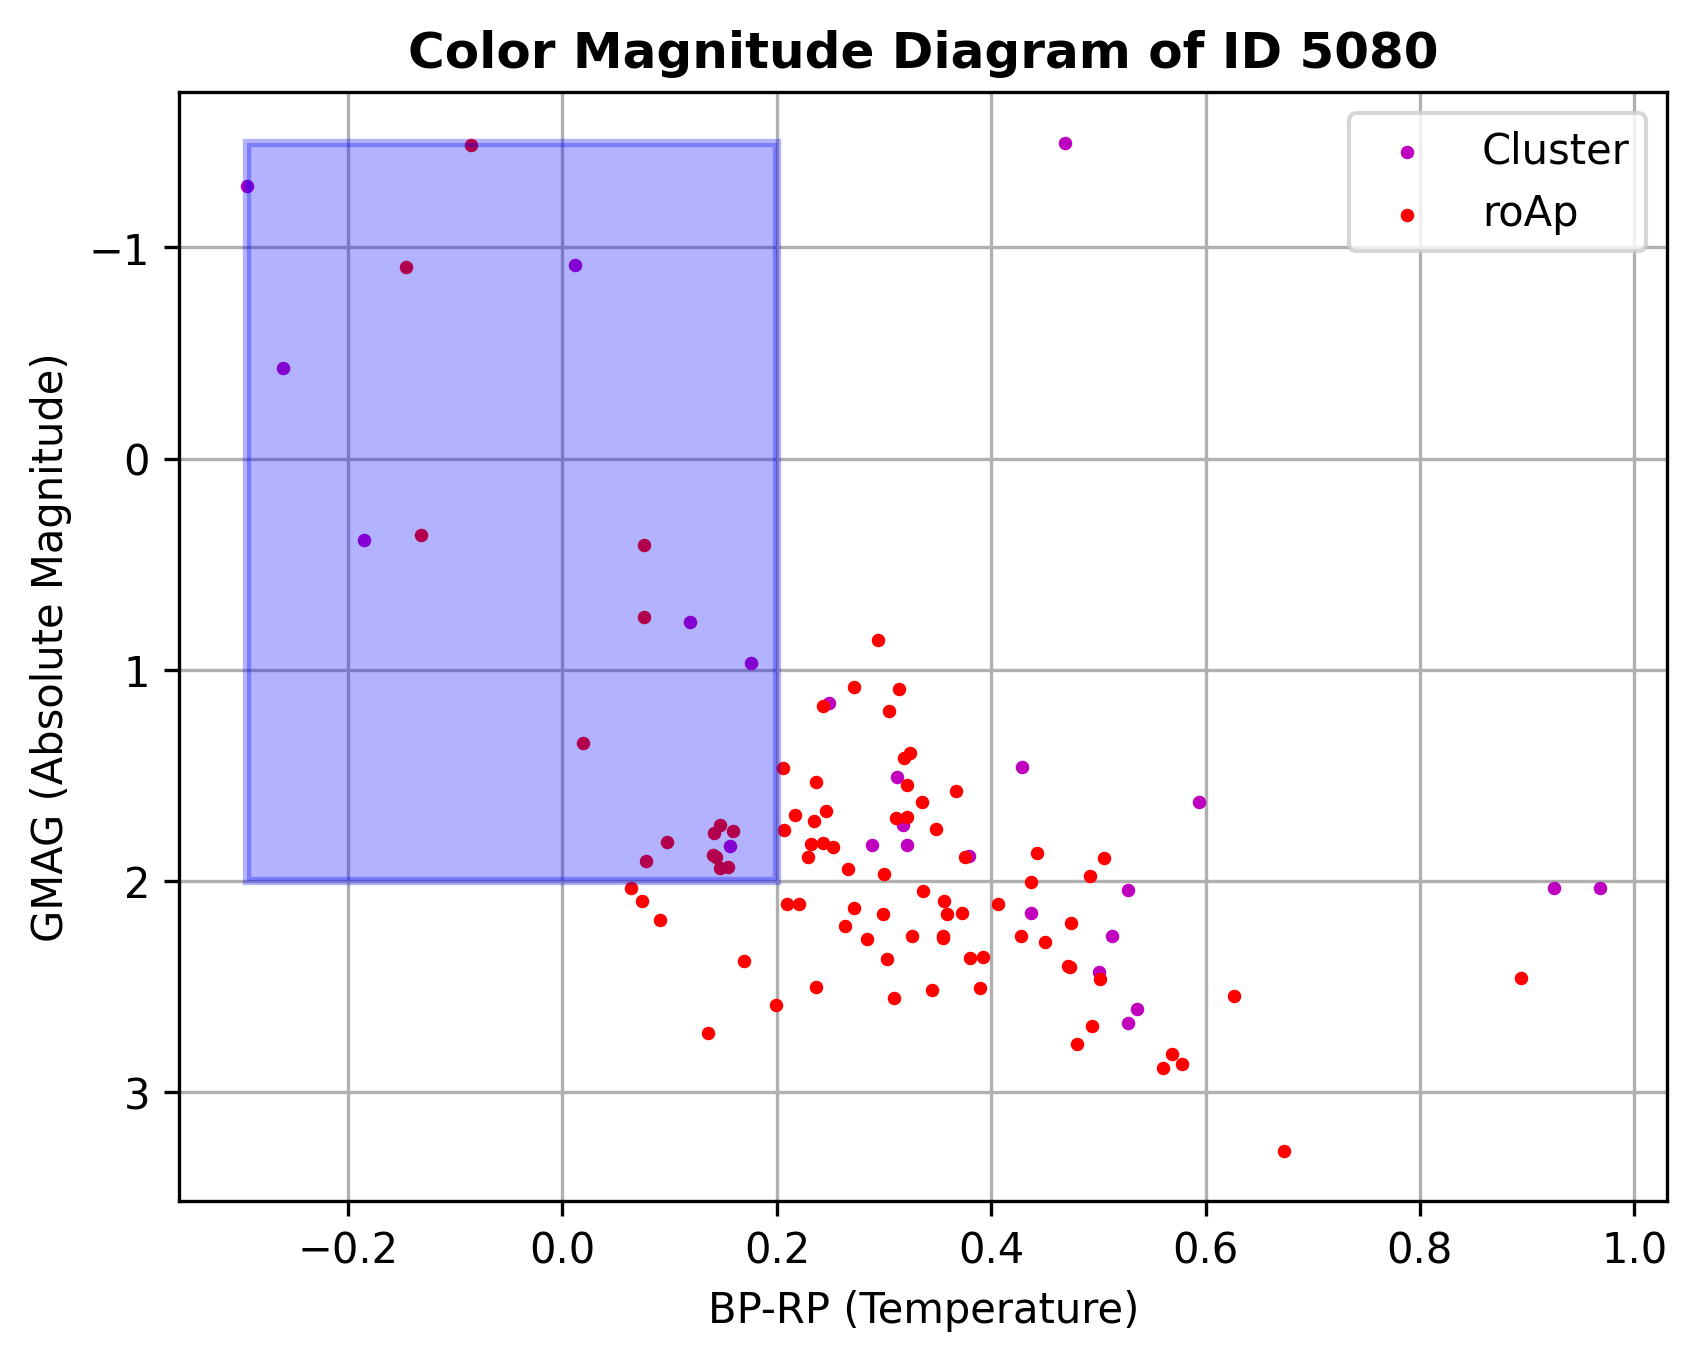 Color Magnitude Diagram of ID 5080
Cluster
roAp
GMAG (Absolute Magnitude)
−1
0
1
2
3
−0.2 0.0 0.2 0.4 0.6 0.8 1.0
BP-RP (Temperature)